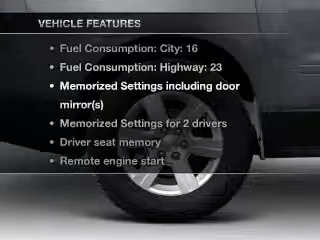 VEHICLE FEATURES
• Fuel Consumption: City: 16
• Fuel Consumption: Highway: 23
• Memorized Settings including door
mirror(s)
• Memorized Settings for 2 drivers
• Driver seat memory
• Remote engine start